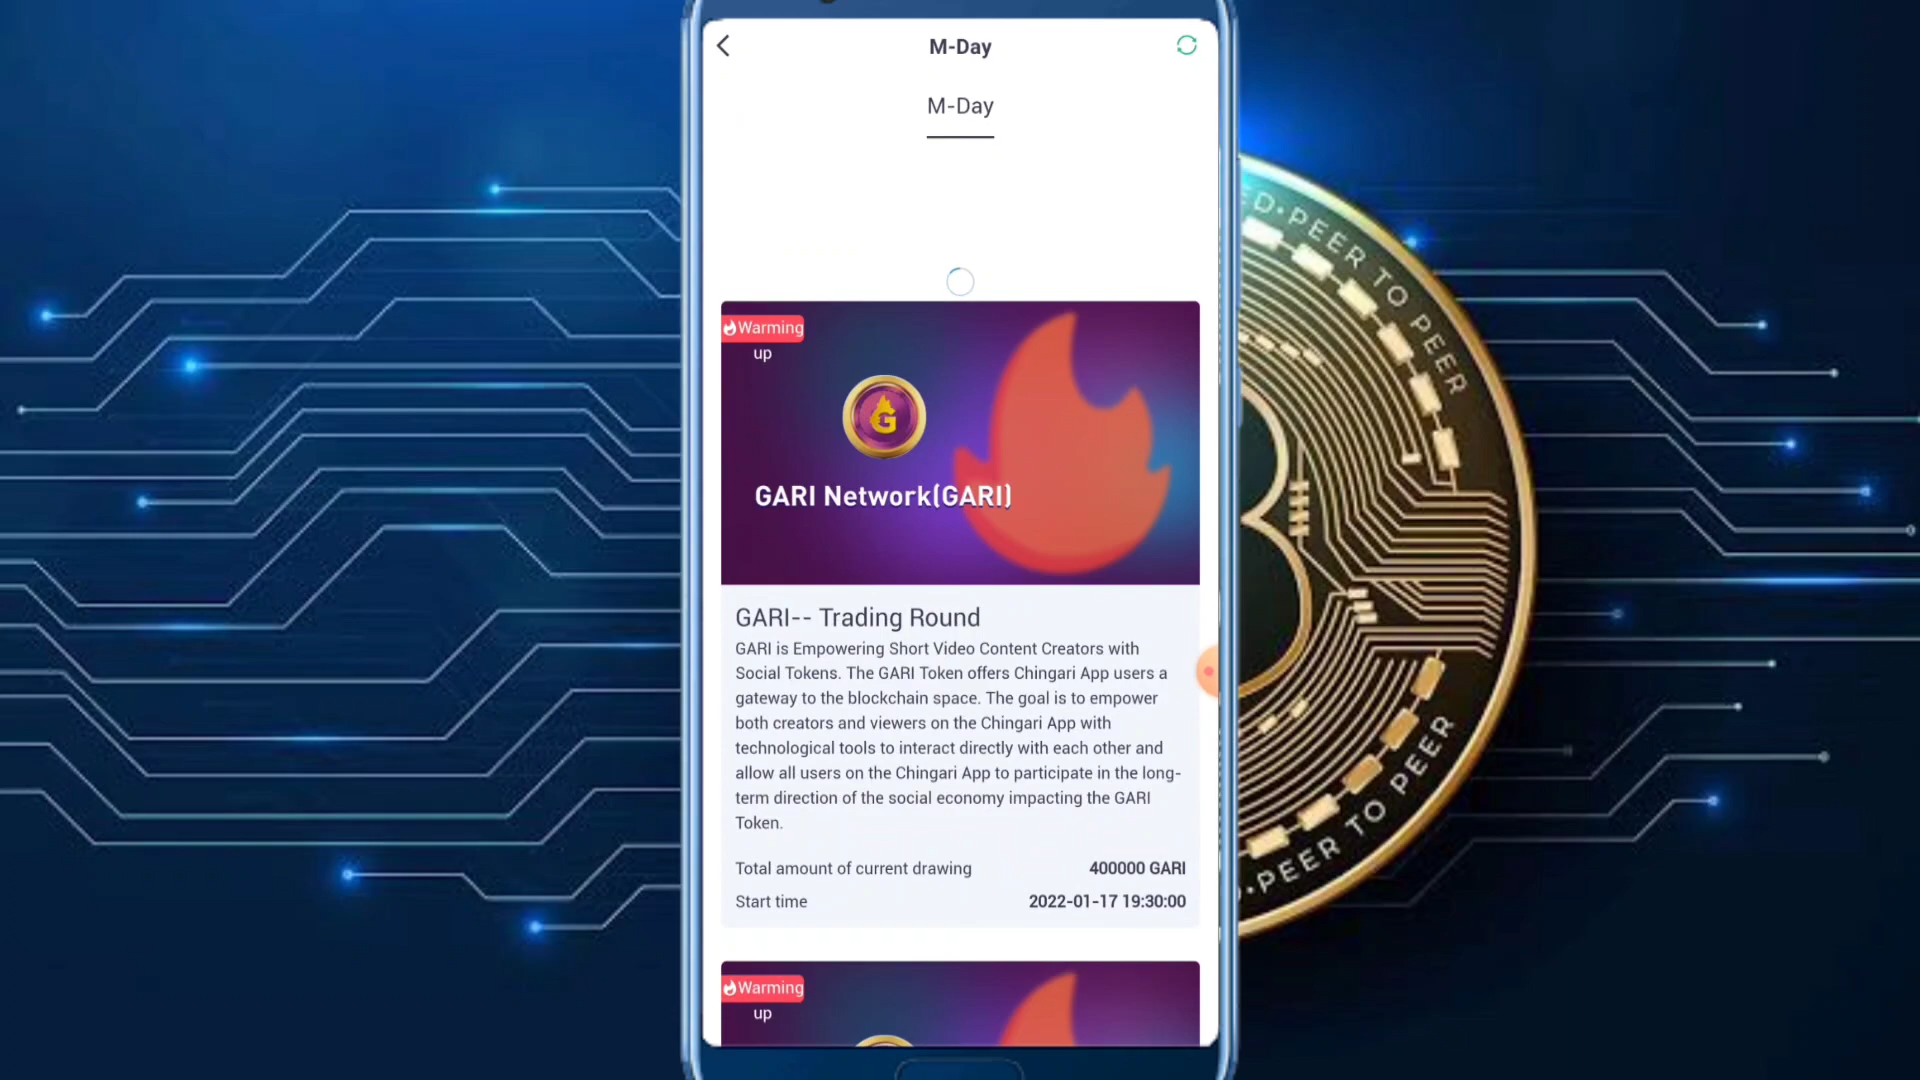 M-Day
M-Day
Warming
up
G
GARI Network(GARI)
GARI-- Trading Round
GARI is Empowering Short Video Content Creators with
Social Tokens. The GARI Token offers Chingari App users a
gateway to the blockchain space. The goal is to empower
both creators and viewers on the Chingari App with
technological tools to interact directly with each other and
allow all users on the Chingari App to participate in the long-
term direction of the social economy impacting the GARI
Token.
Total amount of current drawing 400000 GARI
Start time 2022-01-17 19:30:00
Warming
up
ED•PEER TO PEER
•PEER TO PEER